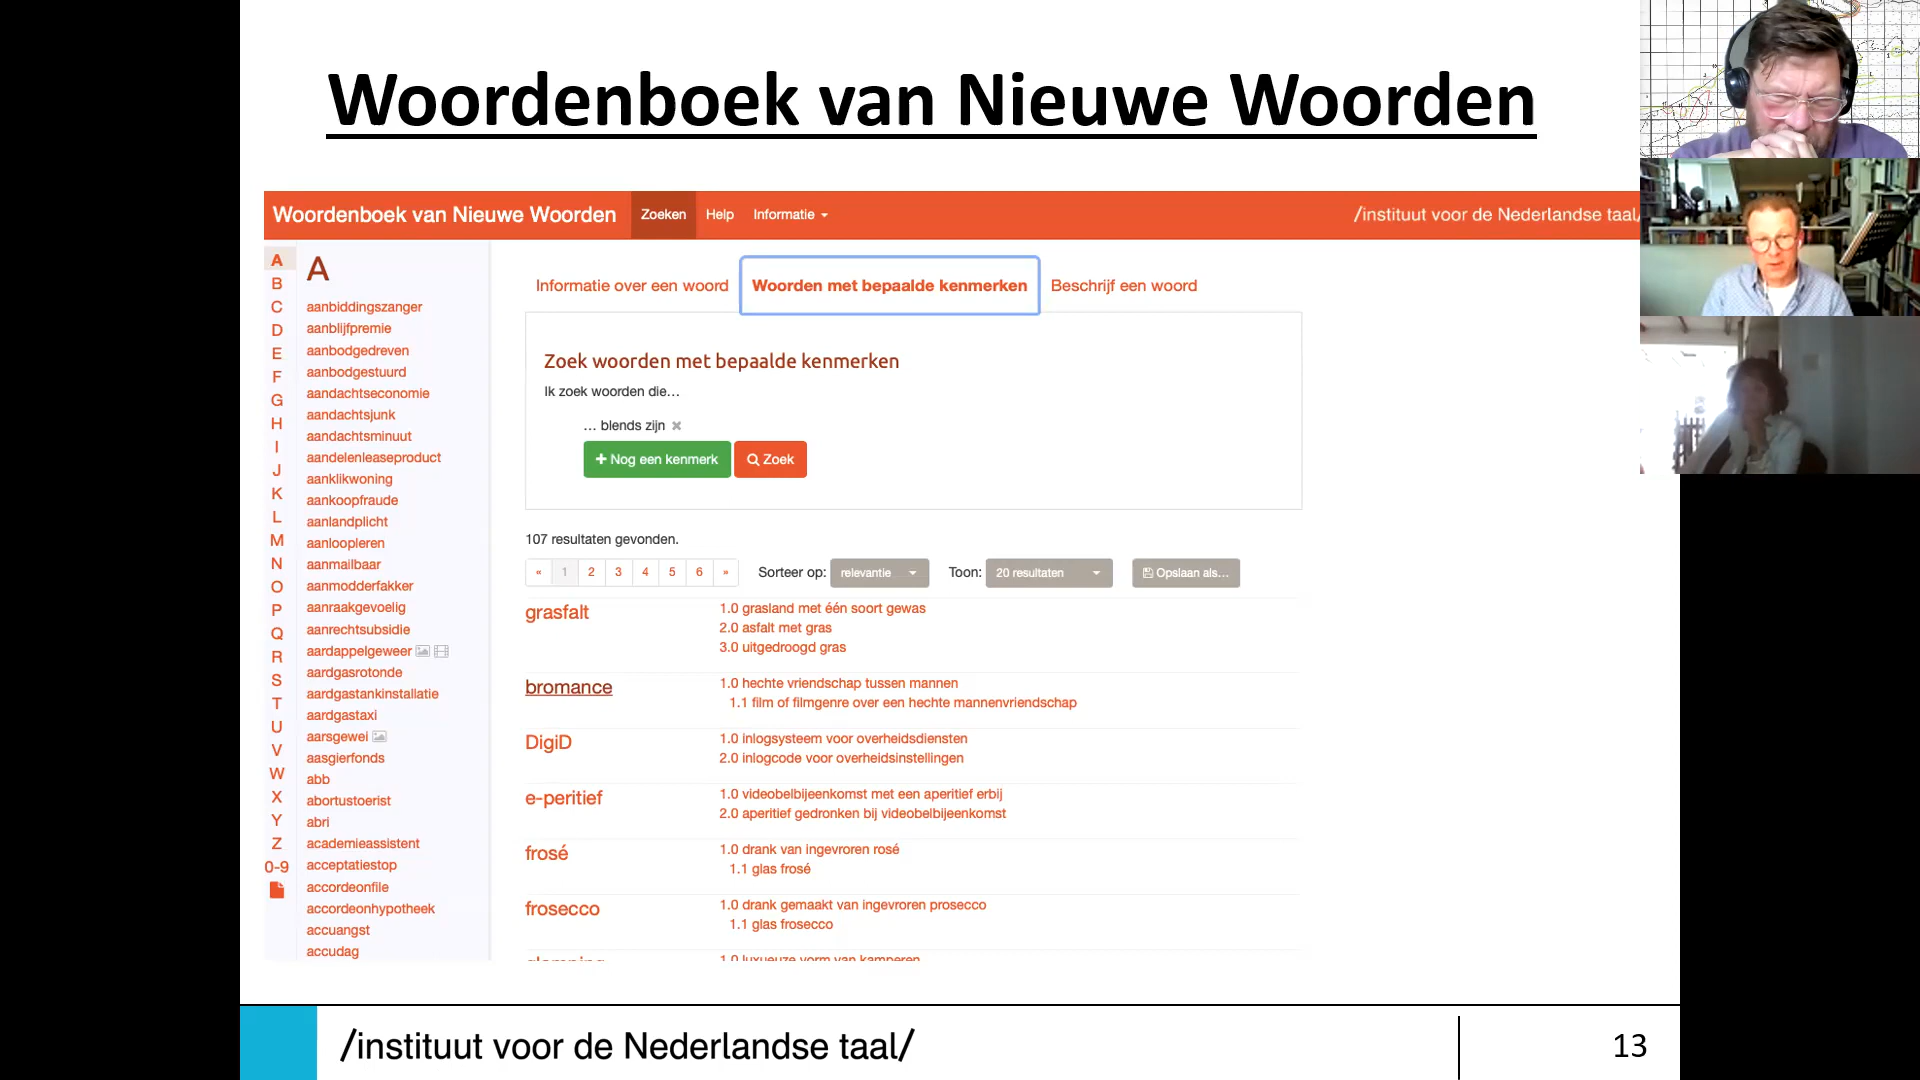 Woordenboek van Nieuwe Woorden
Woordenboek van Nieuwe Woorden Zoeken Help Informatie /instituut voor de Nederlandse taal/
A
B
C
D
E
F
G
H
I
J
K
L
M
N
O
P
Q
R
S
T
U
V
W
X
Y
Z
0-9
A
aanbiddingszanger
aanblijfpremie
aanbodgedreven
aanbodgestuurd
aandachtseconomie
aandachtsjunk
aandachtsminuut
aandelenleaseproduct
aanklikwoning
aankoopfraude
aanlandplicht
aanloopleren
aanmailbaar
aanmodderfakker
aanraakgevoelig
aanrechtsubsidie
aardappelgeweer
aardgasrotonde
aardgastankinstallatie
aardgastaxi
aarsgewei
aasgierfonds
abb
abortustoerist
abri
academieassistent
acceptatiestop
accordeonfile
accordeonhypotheek
accuangst
accudag
Informatie over een woord Woorden met bepaalde kenmerken Beschrijf een woord
Zoek woorden met bepaalde kenmerken
Ik zoek woorden die...
... blends zijn ×
+ Nog een kenmerk Zoek
107 resultaten gevonden.
« 1 2 3 4 5 6 » Sorteer op: relevantie Toon: 20 resultaten Opslaan als...
grasfalt 1.0 grasland met één soort gewas
2.0 asfalt met gras
3.0 uitgedroogd gras
bromance 1.0 hechte vriendschap tussen mannen
1.1 film of filmgenre over een hechte mannenvriendschap
DigiD 1.0 inlogsysteem voor overheidsdiensten
2.0 inlogcode voor overheidsinstellingen
e-peritief 1.0 videobelbijeenkomst met een aperitief erbij
2.0 aperitief gedronken bij videobelbijeenkomst
frosé 1.0 drank van ingevroren rosé
1.1 glas frosé
frosecco 1.0 drank gemaakt van ingevroren prosecco
1.1 glas frosecco
glamping 1.0 luxueuze vorm van kamperen
/instituut voor de Nederlandse taal/ 13